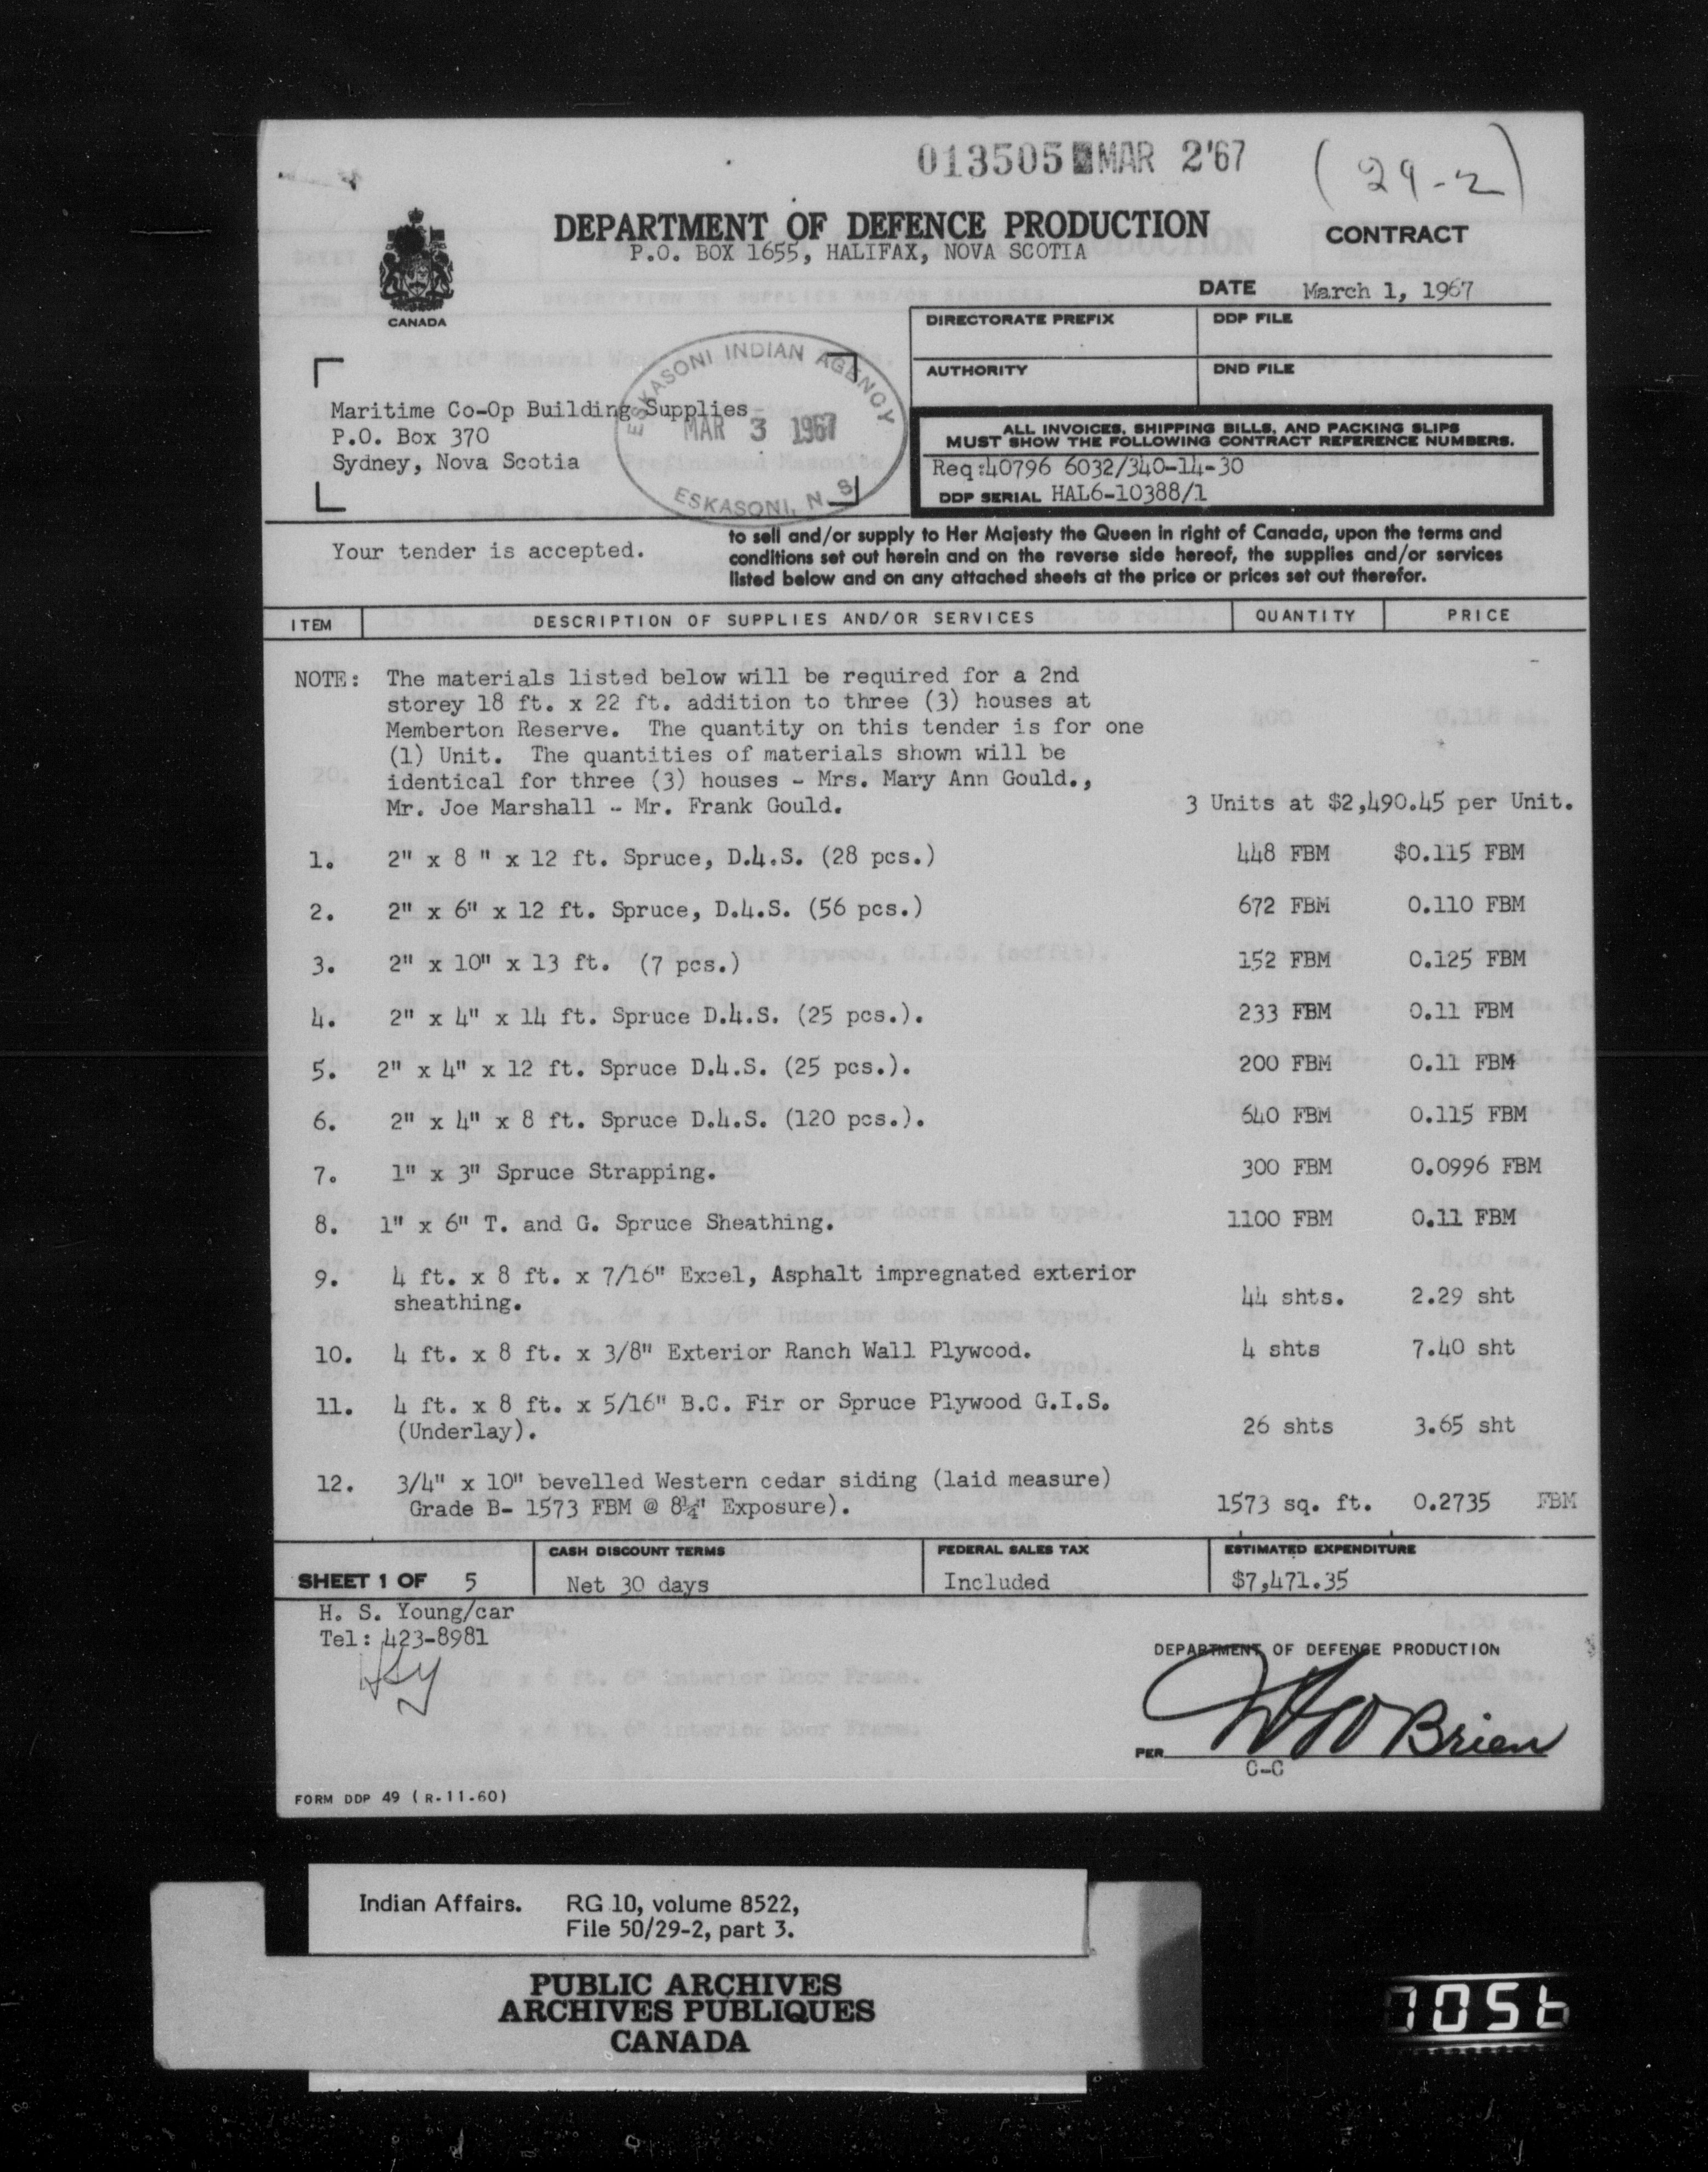 013505 MAR 2'67
(29-2)
DEPARTMENT OF DEFENCE PRODUCTION
P.O. BOX 1655, HALIFAX, NOVA SCOTIA
CONTRACT
CANADA
DATE March 1, 1967
DIRECTORATE PREFIX
DDP FILE
AUTHORITY
DND FILE
ESKASONI INDIAN AGENCY
MAR 3 1967
ESKASONI, N. S.
Maritime Co-Op Building Supplies
P.O. Box 370
Sydney, Nova Scotia
ALL INVOICES, SHIPPING BILLS, AND PACKING SLIPS
MUST SHOW THE FOLLOWING CONTRACT REFERENCE NUMBERS.
Req:40796 6032/340-14-30
DDP SERIAL HAL6-10388/1
Your tender is accepted.
to sell and/or supply to Her Majesty the Queen in right of Canada, upon the terms and
conditions set out herein and on the reverse side hereof, the supplies and/or services
listed below and on any attached sheets at the price or prices set out therefor.
ITEM DESCRIPTION OF SUPPLIES AND/OR SERVICES QUANTITY PRICE
NOTE: The materials listed below will be required for a 2nd
storey 18 ft. x 22 ft. addition to three (3) houses at
Memberton Reserve. The quantity on this tender is for one
(1) Unit. The quantities of materials shown will be
identical for three (3) houses - Mrs. Mary Ann Gould.,
Mr. Joe Marshall - Mr. Frank Gould. 3 Units at $2,490.45 per Unit.
1. 2" x 8 " x 12 ft. Spruce, D.4.S. (28 pcs.) 448 FBM $0.115 FBM
2. 2" x 6" x 12 ft. Spruce, D.4.S. (56 pcs.) 672 FBM 0.110 FBM
3. 2" x 10" x 13 ft. (7 pcs.) 152 FBM 0.125 FBM
4. 2" x 4" x 14 ft. Spruce D.4.S. (25 pcs.). 233 FBM 0.11 FBM
5. 2" x 4" x 12 ft. Spruce D.4.S. (25 pcs.). 200 FBM 0.11 FBM
6. 2" x 4" x 8 ft. Spruce D.4.S. (120 pcs.). 640 FBM 0.115 FBM
7. 1" x 3" Spruce Strapping. 300 FBM 0.0996 FBM
8. 1" x 6" T. and G. Spruce Sheathing. 1100 FBM 0.11 FBM
9. 4 ft. x 8 ft. x 7/16" Excel, Asphalt impregnated exterior
sheathing. 44 shts. 2.29 sht
10. 4 ft. x 8 ft. x 3/8" Exterior Ranch Wall Plywood. 4 shts 7.40 sht
11. 4 ft. x 8 ft. x 5/16" B.C. Fir or Spruce Plywood G.I.S.
(Underlay). 26 shts 3.65 sht
12. 3/4" x 10" bevelled Western cedar siding (laid measure)
Grade B- 1573 FBM @ 8¼" Exposure). 1573 sq. ft. 0.2735 FBM
SHEET 1 OF 5
CASH DISCOUNT TERMS
Net 30 days
FEDERAL SALES TAX
Included
ESTIMATED EXPENDITURE
$7,471.35
H. S. Young/car
Tel: 423-8981
DEPARTMENT OF DEFENCE PRODUCTION
PER O'Brien
C-C
FORM DDP 49 (R-11-60)
Indian Affairs. RG 10, volume 8522,
File 50/29-2, part 3.
PUBLIC ARCHIVES
ARCHIVES PUBLIQUES
CANADA